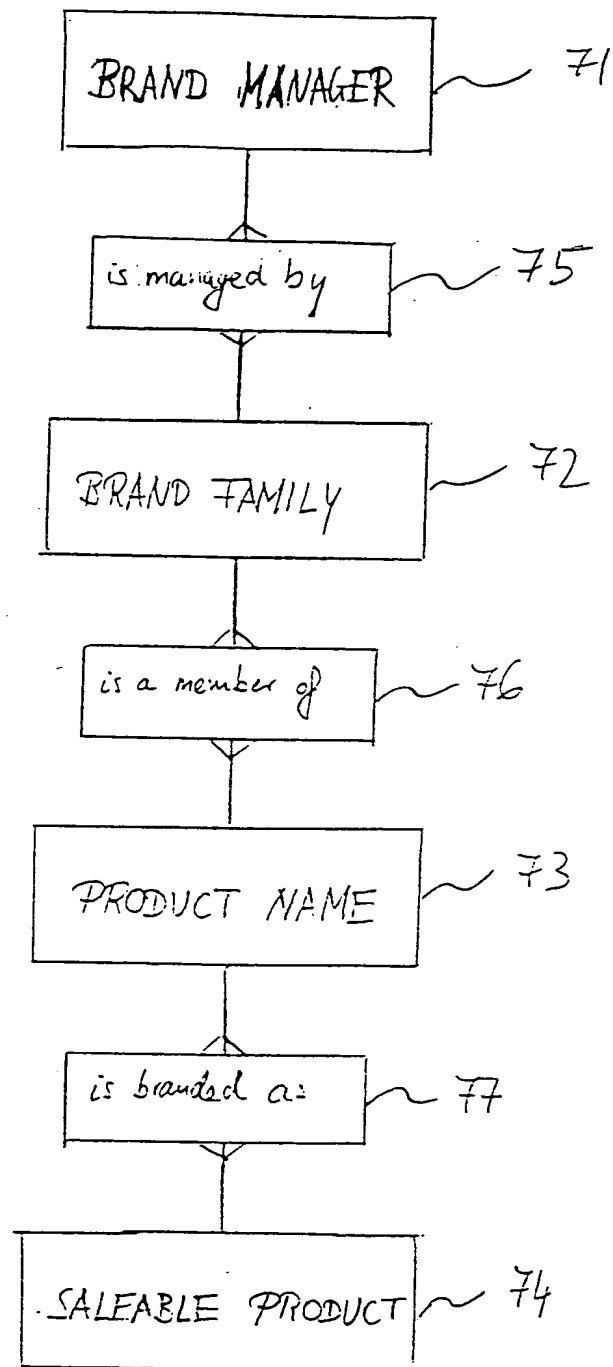 BRAND MANAGER
71
is managed by
75
BRAND FAMILY
72
is a member of
76
PRODUCT NAME
73
is branded as
77
SALEABLE PRODUCT
74